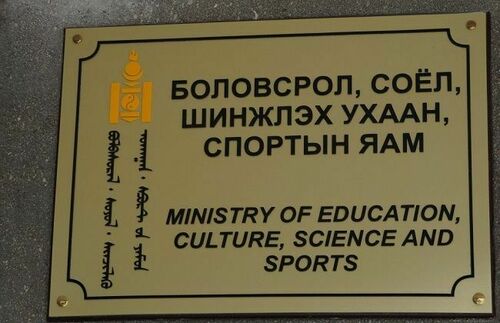 БОЛОВСРОЛ, СОЁЛ,
ШИНЖЛЭХ УХААН,
СПОРТЫН ЯАМ
MINISTRY OF EDUCATION,
CULTURE, SCIENCE AND
SPORTS